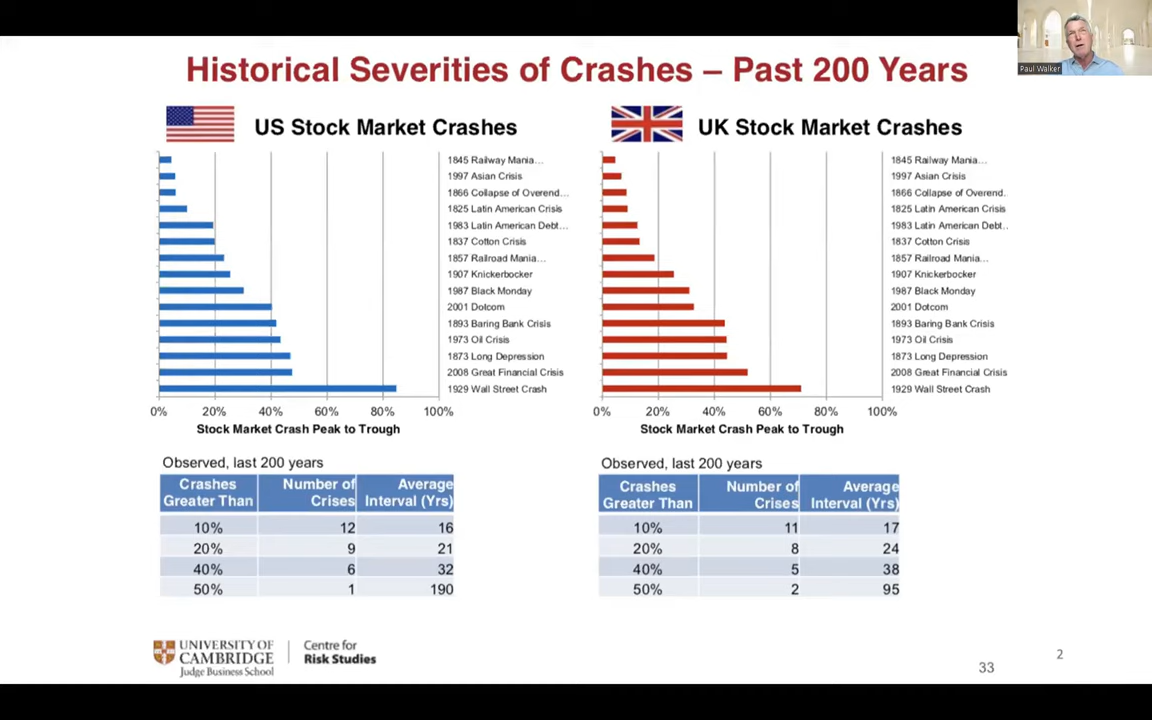 Paul Walker
Historical Severities of Crashes – Past 200 Years
US Stock Market Crashes
1845 Railway Mania...
1997 Asian Crisis
1866 Collapse of Overend...
1825 Latin American Crisis
1983 Latin American Debt...
1837 Cotton Crisis
1857 Railroad Mania...
1907 Knickerbocker
1987 Black Monday
2001 Dotcom
1893 Baring Bank Crisis
1973 Oil Crisis
1873 Long Depression
2008 Great Financial Crisis
1929 Wall Street Crash
0% 20% 40% 60% 80% 100%
Stock Market Crash Peak to Trough
UK Stock Market Crashes
1845 Railway Mania...
1997 Asian Crisis
1866 Collapse of Overend.
1825 Latin American Crisis
1983 Latin American Debt..
1837 Cotton Crisis
1857 Railroad Mania...
1907 Knickerbocker
1987 Black Monday
2001 Dotcom
1893 Baring Bank Crisis
1973 Oil Crisis
1873 Long Depression
2008 Great Financial Crisis
1929 Wall Street Crash
0% 20% 40% 60% 80% 100%
Stock Market Crash Peak to Trough
Observed, last 200 years
Crashes Number of Average
Greater Than Crises Interval (Yrs)
10% 12 16
20% 9 21
40% 6 32
50% 1 190
Observed, last 200 years
Crashes Number of Average
Greater Than Crises Interval (Yrs)
10% 11 17
20% 8 24
40% 5 38
50% 2 95
UNIVERSITY OF
CAMBRIDGE
Judge Business School
Centre for
Risk Studies
33
2